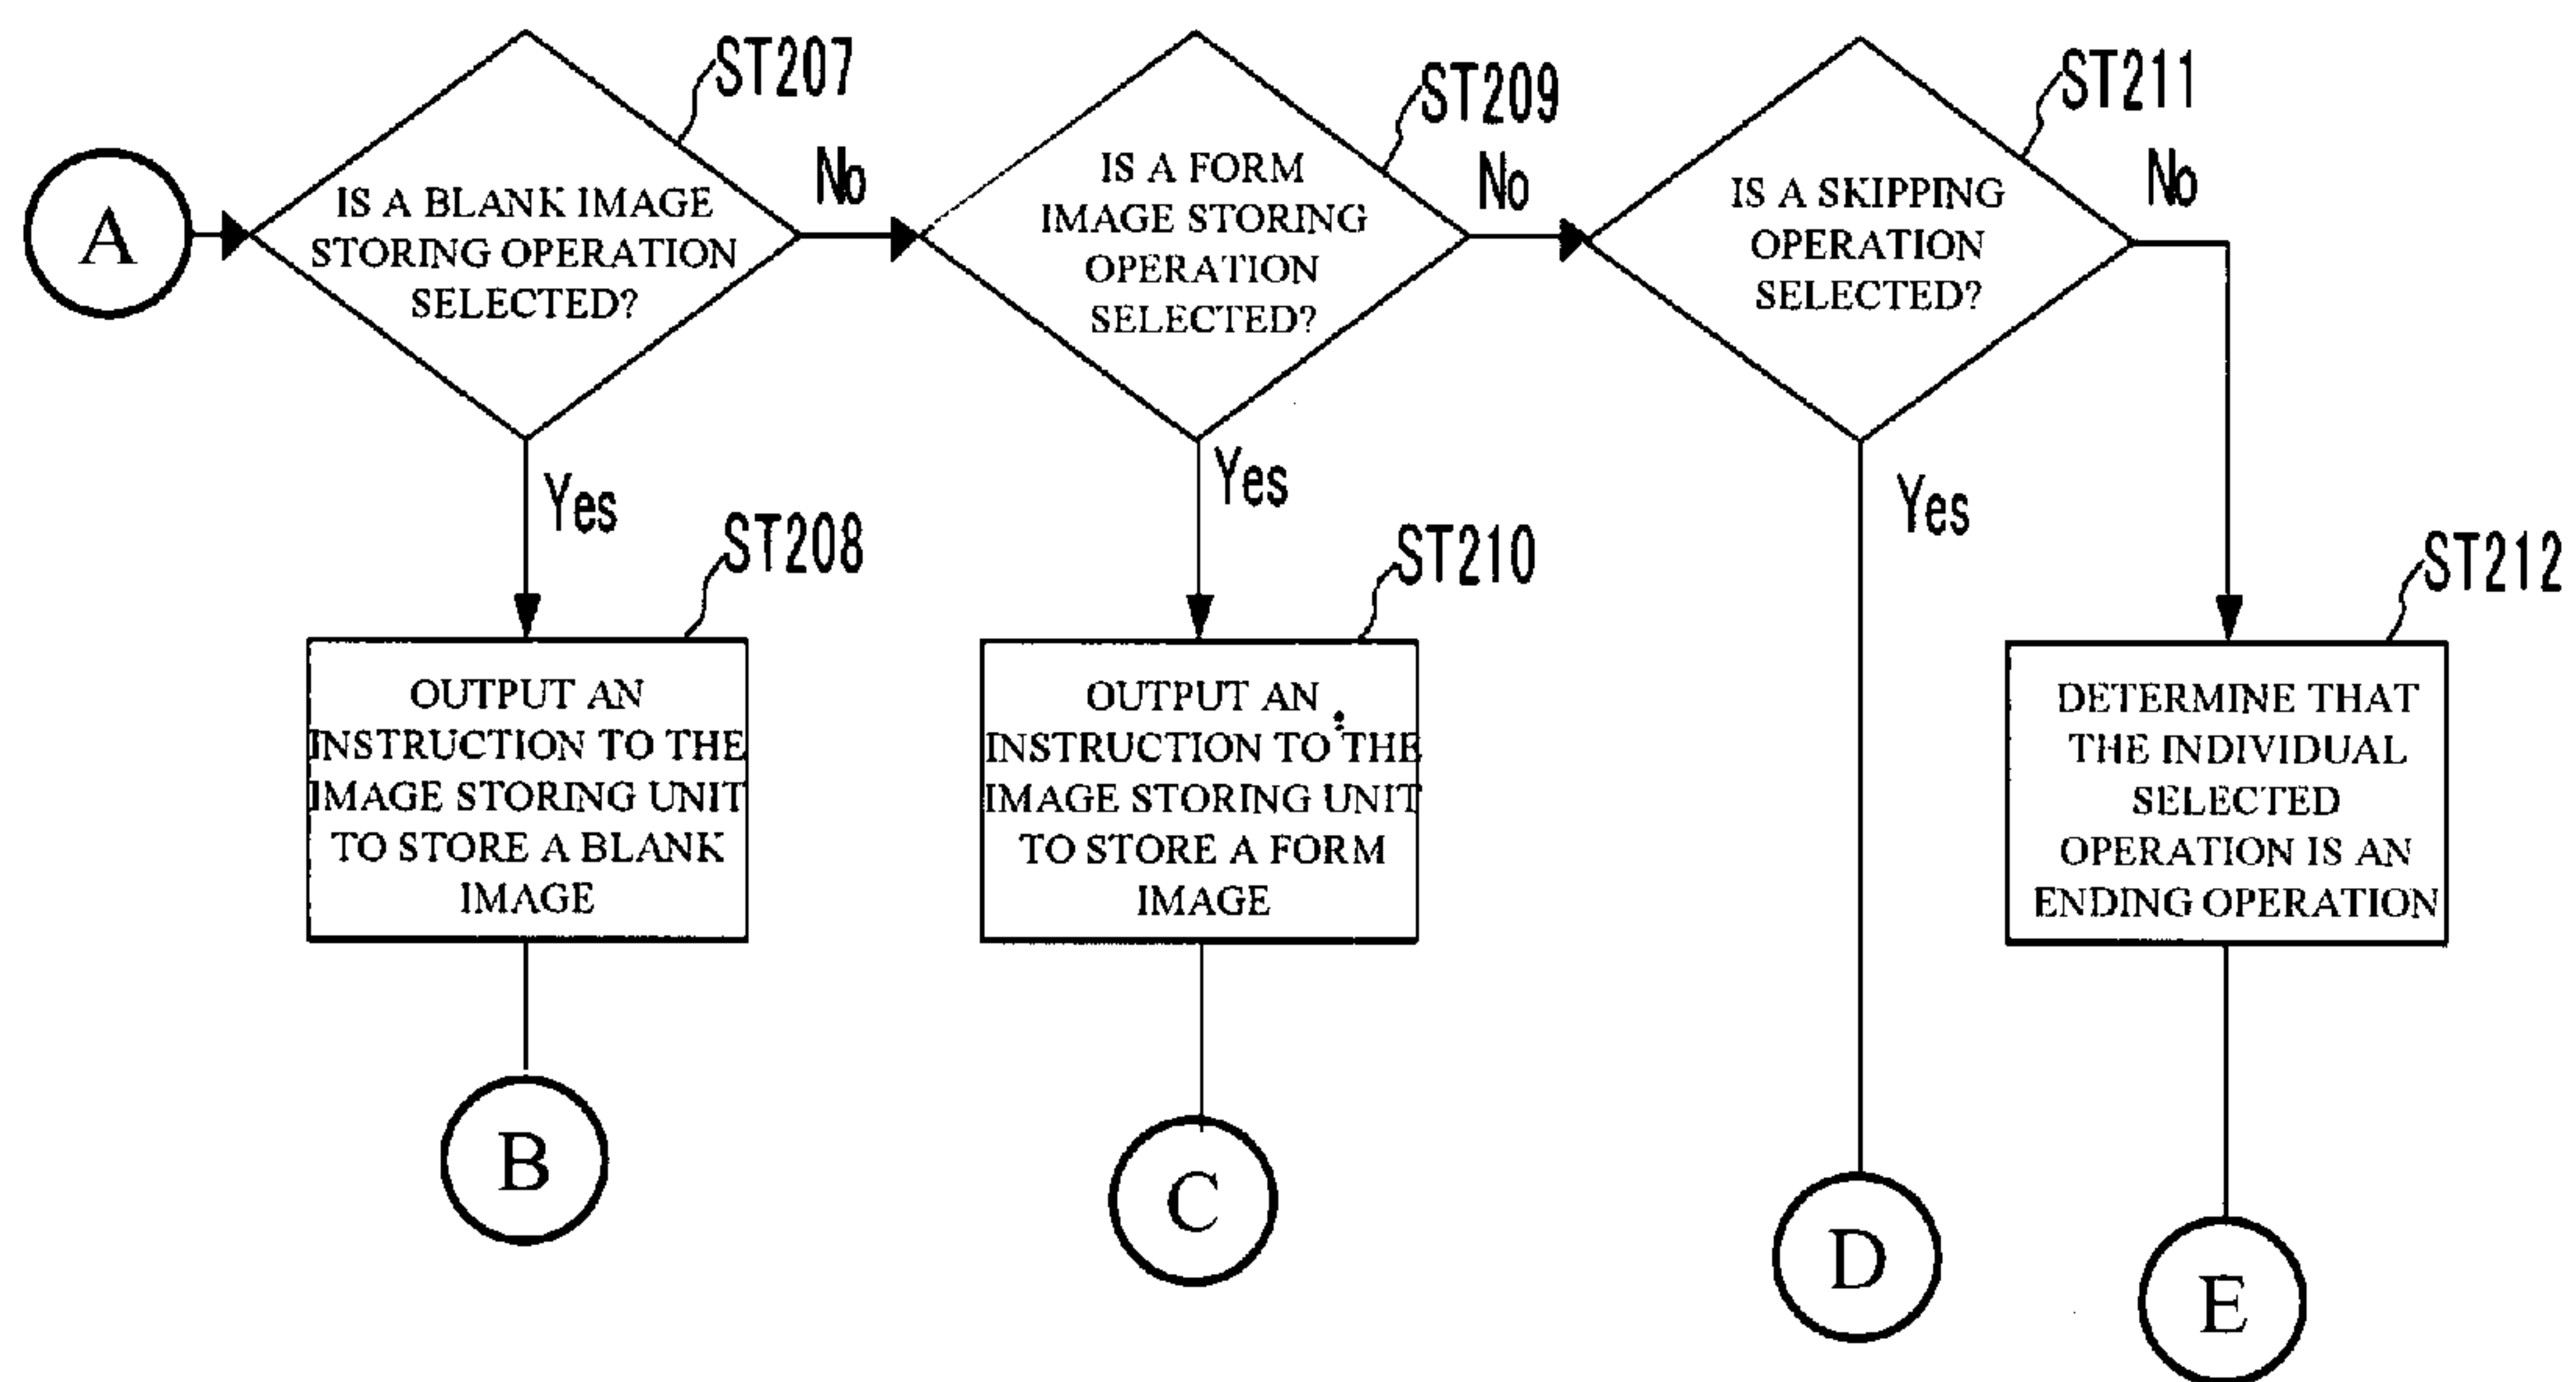 ST207
ST209
ST211
A
IS A BLANK IMAGE
STORING OPERATION
SELECTED?
No
IS A FORM
IMAGE STORING
OPERATION
SELECTED?
No
IS A SKIPPING
OPERATION
SELECTED?
No
Yes
Yes
Yes
ST208
ST210
ST212
OUTPUT AN
INSTRUCTION TO THE
IMAGE STORING UNIT
TO STORE A BLANK
IMAGE
OUTPUT AN
INSTRUCTION TO THE
IMAGE STORING UNIT
TO STORE A FORM
IMAGE
DETERMINE THAT
THE INDIVIDUAL
SELECTED
OPERATION IS AN
ENDING OPERATION
B
C
D
E